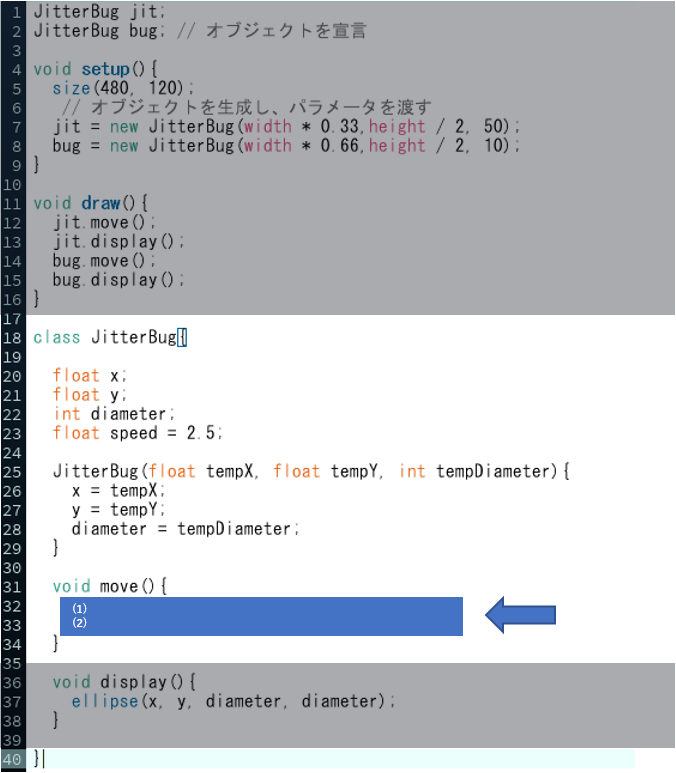 1 JitterBug jit;
2 JitterBug bug; // オブジェクトを宣言
3
4 void setup(){
5   size(480, 120);
6    // オブジェクトを生成し、パラメータを渡す
7   jit = new JitterBug(width * 0.33,height / 2, 50);
8   bug = new JitterBug(width * 0.66,height / 2, 10);
9 }
10
11 void draw(){
12   jit.move();
13   jit.display();
14   bug.move();
15   bug.display();
16 }
17
18 class JitterBug{
19
20   float x;
21   float y;
22   int diameter;
23   float speed = 2.5;
24
25   JitterBug(float tempX, float tempY, int tempDiameter){
26     x = tempX;
27     y = tempY;
28     diameter = tempDiameter;
29   }
30
31   void move(){
32     (1)
33     (2)
34   }
35
36   void display(){
37     ellipse(x, y, diameter, diameter);
38   }
39
40 }